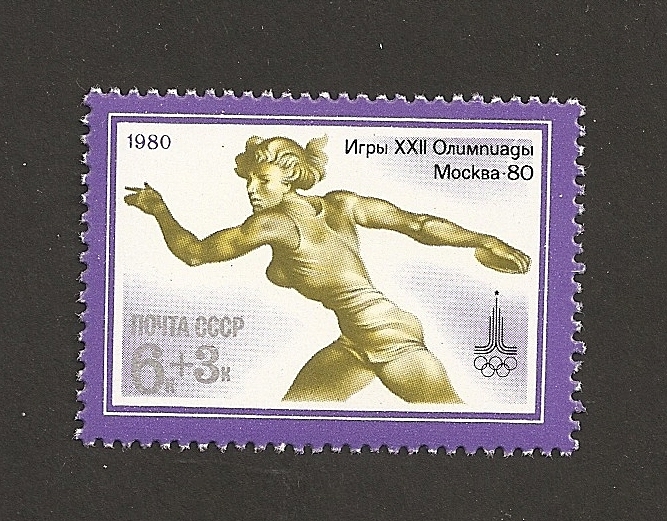 1980
Игры XXII Олимпиады
Москва·80
ПОЧТА СССР
6к+3к